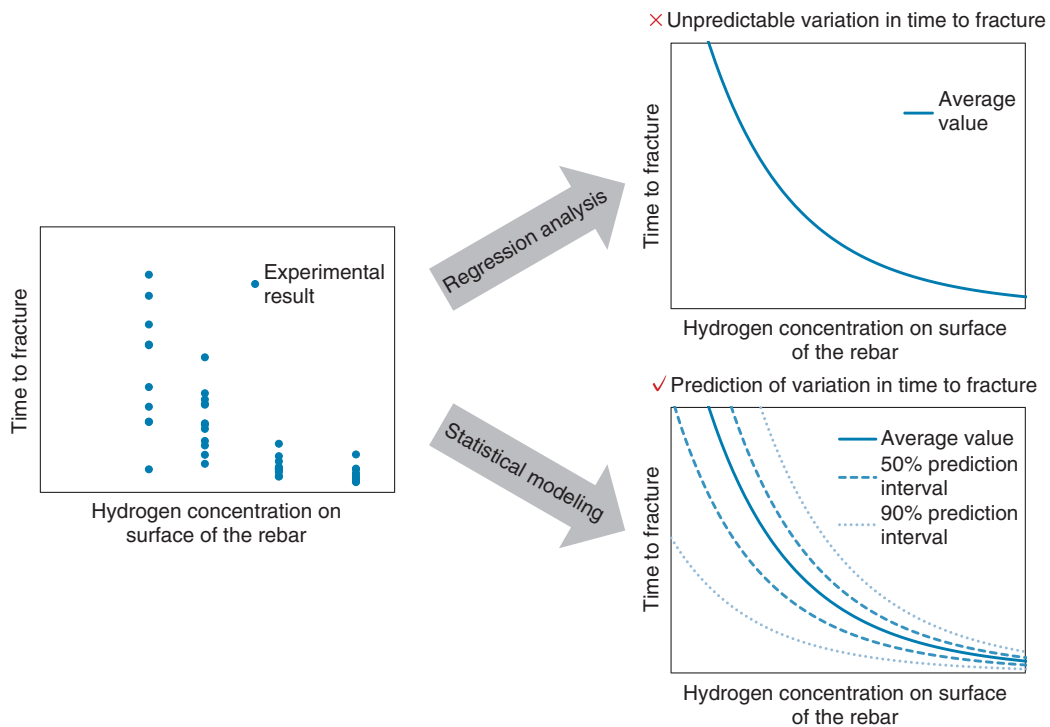 Time to fracture
Experimental
result
Hydrogen concentration on
surface of the rebar
Regression analysis
Statistical modeling
× Unpredictable variation in time to fracture
Time to fracture
Average
value
Hydrogen concentration on surface
of the rebar
✓ Prediction of variation in time to fracture
Time to fracture
Average value
50% prediction
interval
90% prediction
interval
Hydrogen concentration on surface
of the rebar